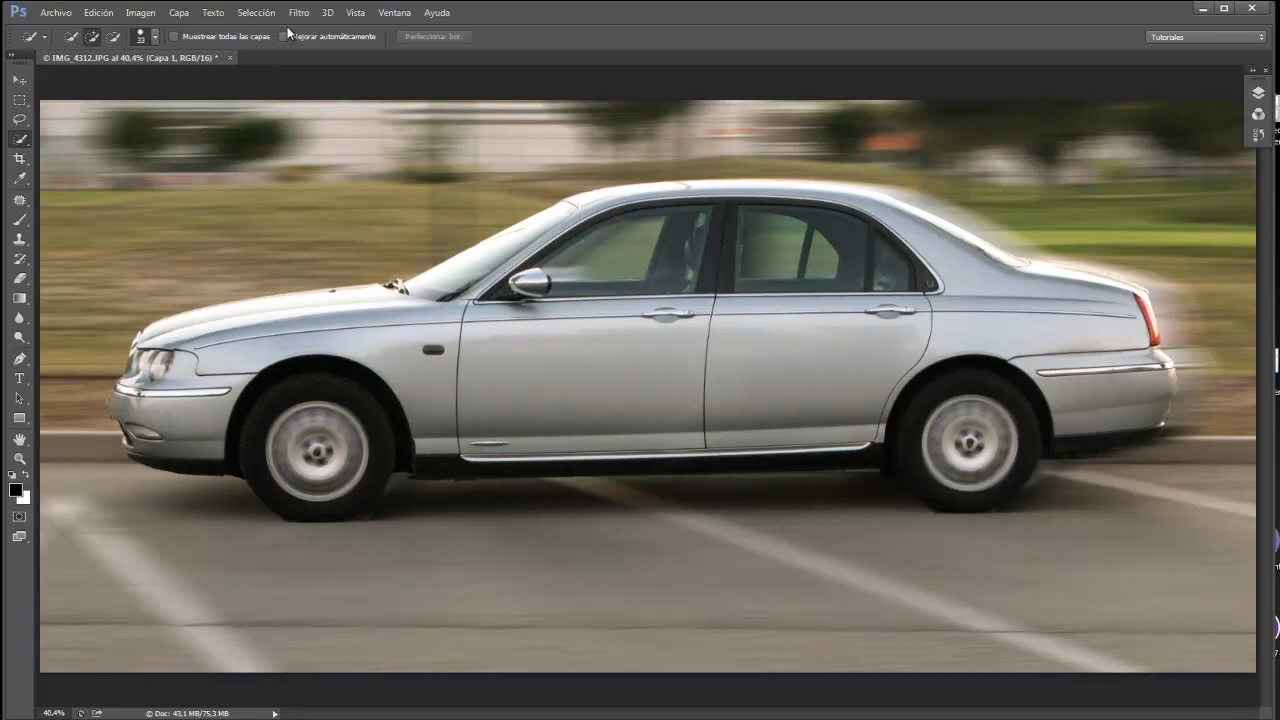 Ps Archivo Edición Imagen Capa Texto Selección Filtro 3D Vista Ventana Ayuda
33 Muestrear todas las capas Mejorar automáticamente Perfeccionar bor. Tutoriales
© IMG_4312.JPG al 40,4% (Capa 1, RGB/16) * ×
40,4% © Doc: 43,1 MB/75,3 MB